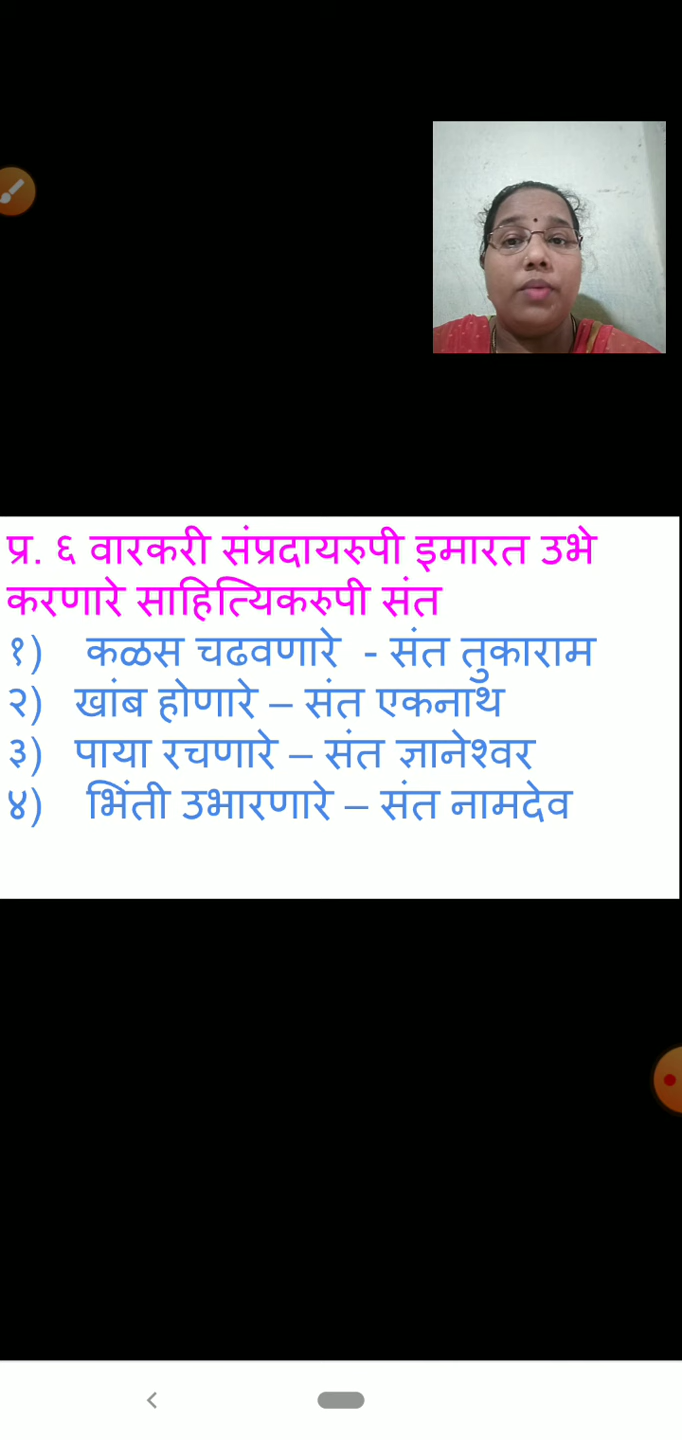 प्र. ६ वारकरी संप्रदायरुपी इमारत उभे
करणारे साहित्यिकरुपी संत
१) कळस चढवणारे - संत तुकाराम
२) खांब होणारे – संत एकनाथ
३) पाया रचणारे – संत ज्ञानेश्वर
४) भिंती उभारणारे – संत नामदेव